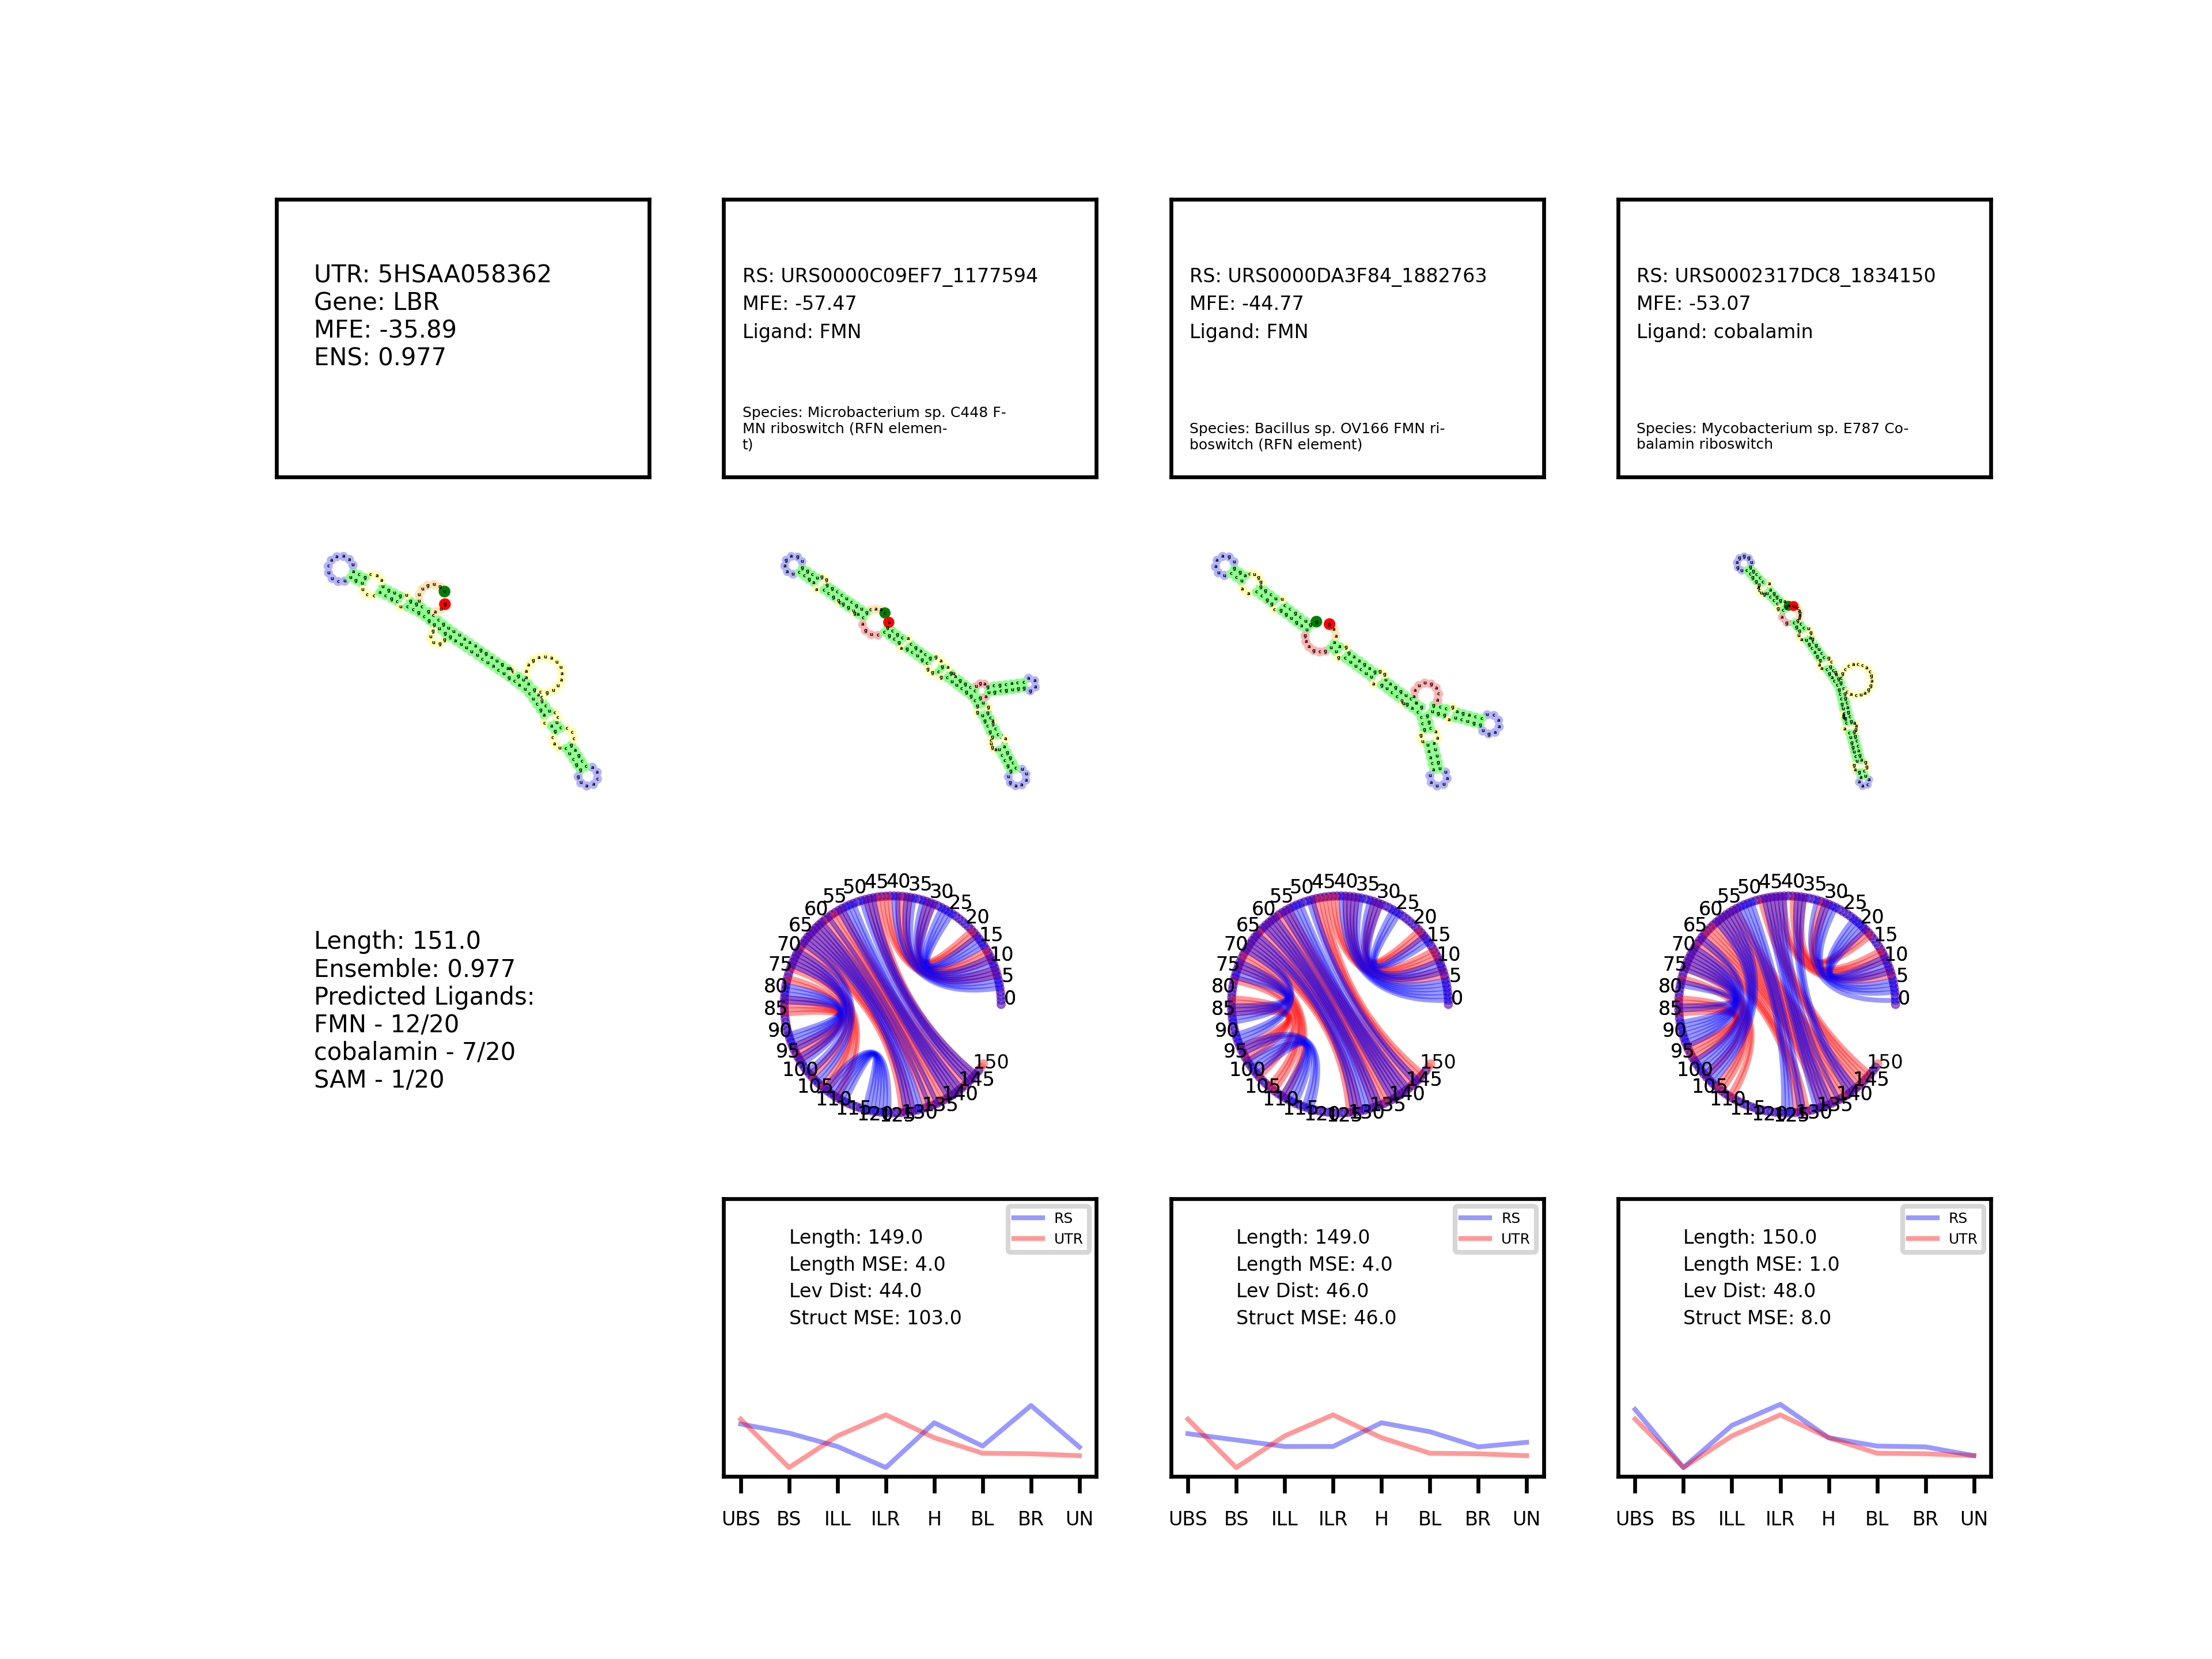 UTR: 5HSAA058362
Gene: LBR
MFE: -35.89
ENS: 0.977
RS: URS0000C09EF7_1177594
MFE: -57.47
Ligand: FMN
Species: Microbacterium sp. C448 F-
MN riboswitch (RFN elemen-
t)
RS: URS0000DA3F84_1882763
MFE: -44.77
Ligand: FMN
Species: Bacillus sp. OV166 FMN ri-
boswitch (RFN element)
RS: URS0002317DC8_1834150
MFE: -53.07
Ligand: cobalamin
Species: Mycobacterium sp. E787 Co-
balamin riboswitch
Length: 151.0
Ensemble: 0.977
Predicted Ligands:
FMN - 12/20
cobalamin - 7/20
SAM - 1/20
0 5 10 15 20 25 30 35 40 45 50 55 60 65 70 75 80 85 90 95 100 105 110 115 120 125 130 135 140 145 150
0 5 10 15 20 25 30 35 40 45 50 55 60 65 70 75 80 85 90 95 100 105 110 115 120 125 130 135 140 145 150
0 5 10 15 20 25 30 35 40 45 50 55 60 65 70 75 80 85 90 95 100 105 110 115 120 125 130 135 140 145 150
RS
UTR
Length: 149.0
Length MSE: 4.0
Lev Dist: 44.0
Struct MSE: 103.0
UBS BS ILL ILR H BL BR UN
RS
UTR
Length: 149.0
Length MSE: 4.0
Lev Dist: 46.0
Struct MSE: 46.0
UBS BS ILL ILR H BL BR UN
RS
UTR
Length: 150.0
Length MSE: 1.0
Lev Dist: 48.0
Struct MSE: 8.0
UBS BS ILL ILR H BL BR UN